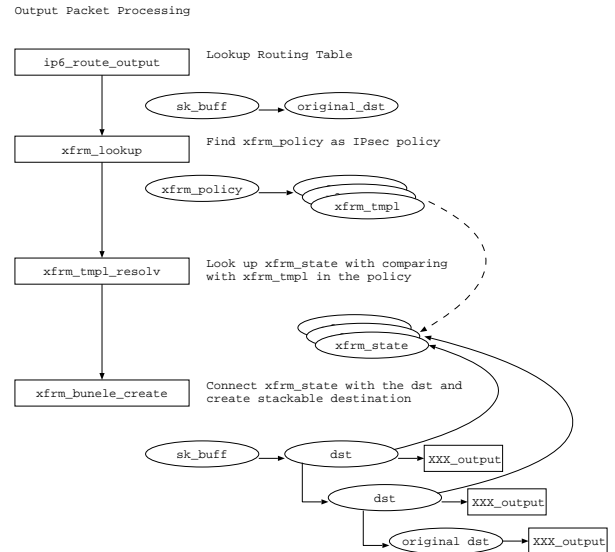 Output Packet Processing
ip6_route_output
Lookup Routing Table
sk_buff
original_dst
xfrm_lookup
Find xfrm_policy as IPsec policy
xfrm_policy
xfrm_tmpl
xfrm_tmpl_resolv
Look up xfrm_state with comparing
with xfrm_tmpl in the policy
xfrm_state
xfrm_bunele_create
Connect xfrm_state with the dst and
create stackable destination
sk_buff
dst
XXX_output
dst
XXX_output
original dst
XXX_output